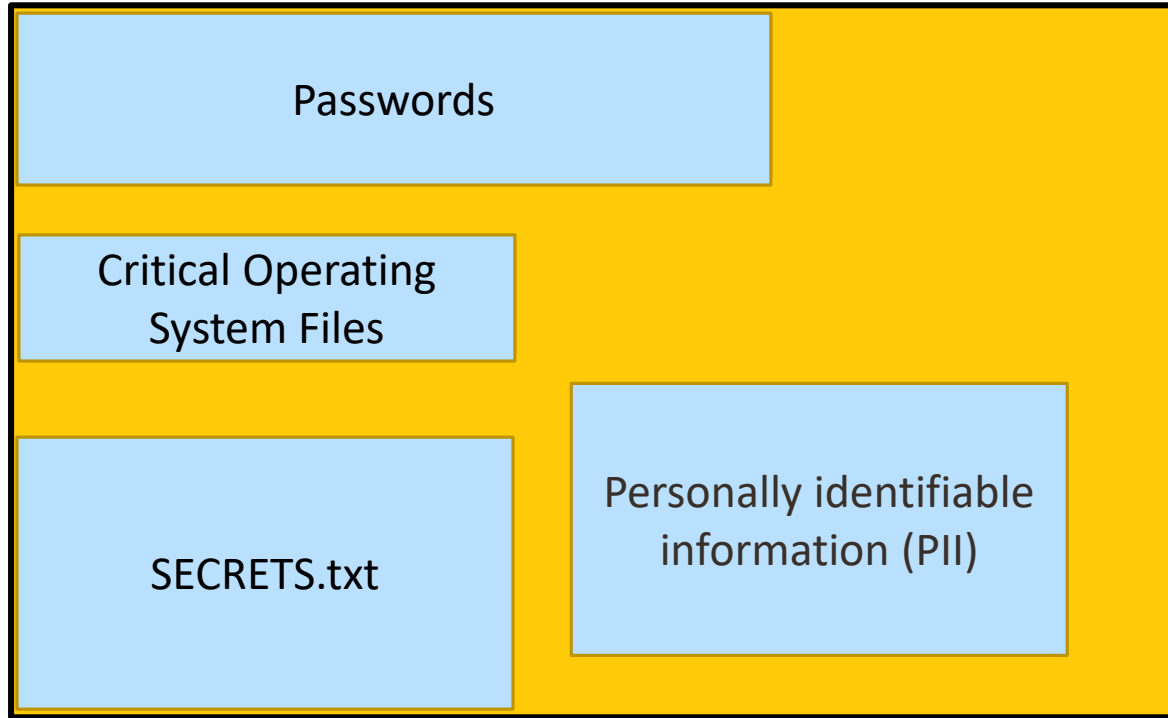 Passwords
Critical Operating
System Files
SECRETS.txt
Personally identifiable
information (PII)